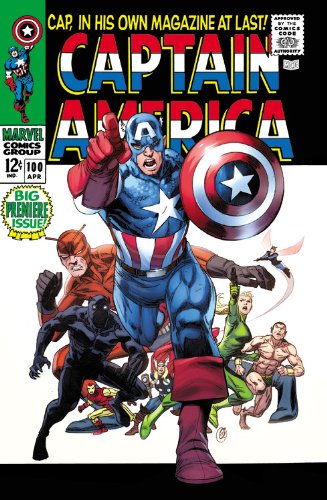 CAP, IN HIS OWN MAGAZINE AT LAST!
APPROVED
BY THE
COMICS
CODE
AUTHORITY
CAPTAIN
AMERICA
MARVEL
COMICS
GROUP
12¢
IND.
100
APR
BIG
PREMIERE
ISSUE!
A